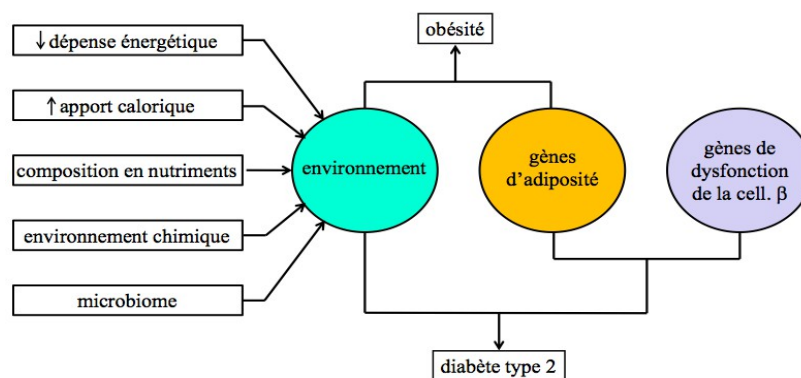 obésité
↓ dépense énergétique
↑ apport calorique
composition en nutriments
environnement chimique
microbiome
environnement
gènes
d’adiposité
gènes de
dysfonction
de la cell. β
diabète type 2